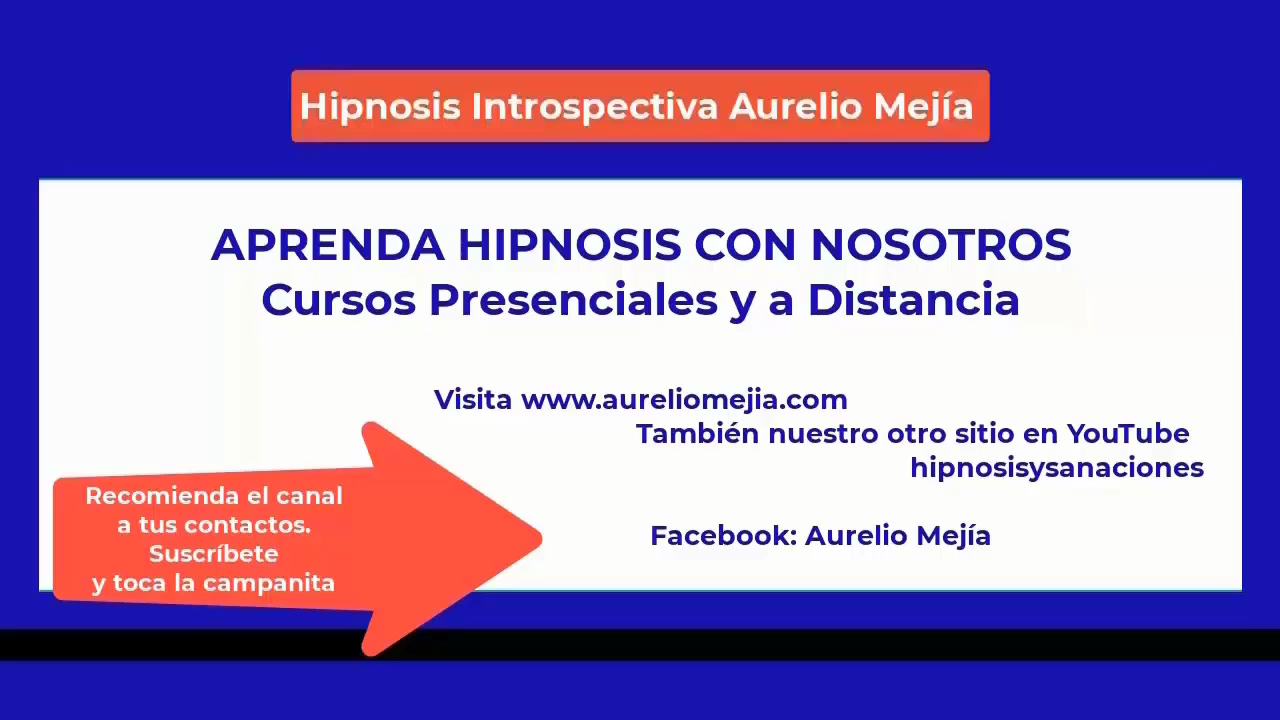 Hipnosis Introspectiva Aurelio Mejía
APRENDA HIPNOSIS CON NOSOTROS
Cursos Presenciales y a Distancia
Visita www.aureliomejia.com
También nuestro otro sitio en YouTube
hipnosisysanaciones
Facebook: Aurelio Mejía
Recomienda el canal
a tus contactos.
Suscríbete
y toca la campanita